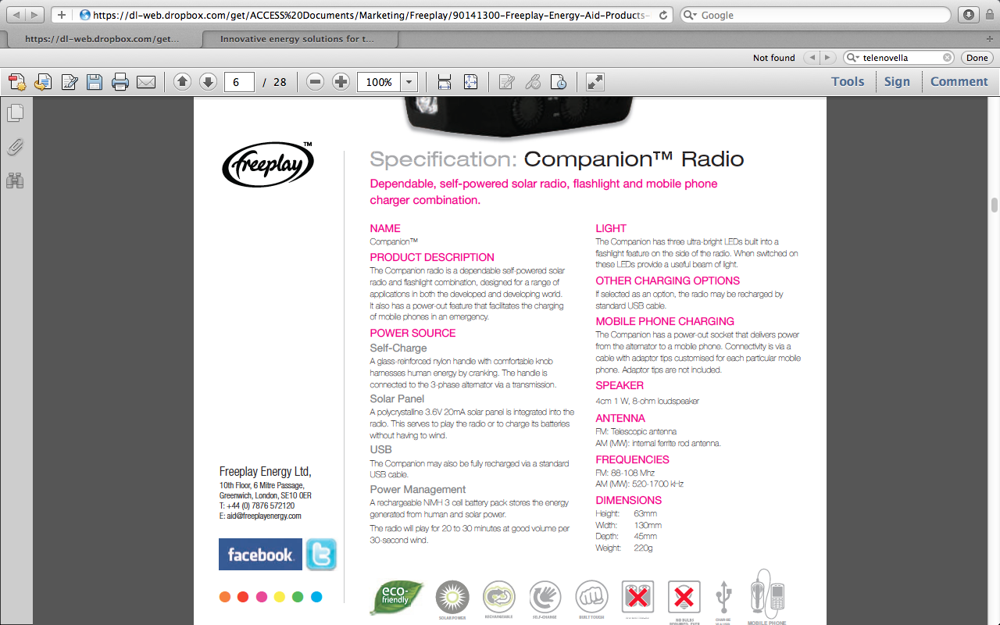 https://dl-web.dropbox.com/get/ACCESS%20Documents/Marketing/Freeplay/90141300-Freeplay-Energy-Aid-Products-
Google
https://dl-web.dropbox.com/get...
Innovative energy solutions for t...
Not found
telenovella
Done
6 / 28
100%
Tools
Sign
Comment
freeplay™
Specification: Companion™ Radio
Dependable, self-powered solar radio, flashlight and mobile phone
charger combination.
NAME
Companion™
PRODUCT DESCRIPTION
The Companion radio is a dependable self-powered solar
radio and flashlight combination, designed for a range of
applications in both the developed and developing world.
It also has a power-out feature that facilitates the charging
of mobile phones in an emergency.
POWER SOURCE
Self-Charge
A glass-reinforced nylon handle with comfortable knob
harnesses human energy by cranking. The handle is
connected to the 3-phase alternator via a transmission.
Solar Panel
A polycrystalline 3.6V 20mA solar panel is integrated into the
radio. This serves to play the radio or to charge its batteries
without having to wind.
USB
The Companion may also be fully recharged via a standard
USB cable.
Power Management
A rechargeable NiMH 3 cell battery pack stores the energy
generated from human and solar power.
The radio will play for 20 to 30 minutes at good volume per
30-second wind.
LIGHT
The Companion has three ultra-bright LEDs built into a
flashlight feature on the side of the radio. When switched on
these LEDs provide a useful beam of light.
OTHER CHARGING OPTIONS
If selected as an option, the radio may be recharged by
standard USB cable.
MOBILE PHONE CHARGING
The Companion has a power-out socket that delivers power
from the alternator to a mobile phone. Connectivity is via a
cable with adaptor tips customised for each particular mobile
phone. Adaptor tips are not included.
SPEAKER
4cm 1 W, 8-ohm loudspeaker
ANTENNA
FM: Telescopic antenna
AM (MW): internal ferrite rod antenna.
FREQUENCIES
FM: 88-108 Mhz
AM (MW): 520-1700 kHz
DIMENSIONS
Height: 63mm
Width: 130mm
Depth: 45mm
Weight: 220g
Freeplay Energy Ltd,
10th Floor, 6 Mitre Passage,
Greenwich, London, SE10 0ER
T: +44 (0) 7876 572120
E: aid@freeplayenergy.com
facebook
t
eco-
friendly
SOLAR POWER
RECHARGEABLE
SELF-CHARGE
BUILT TOUGH
NO BULBS
REQUIRED, EVER
CHARGE
MOBILE PHONE